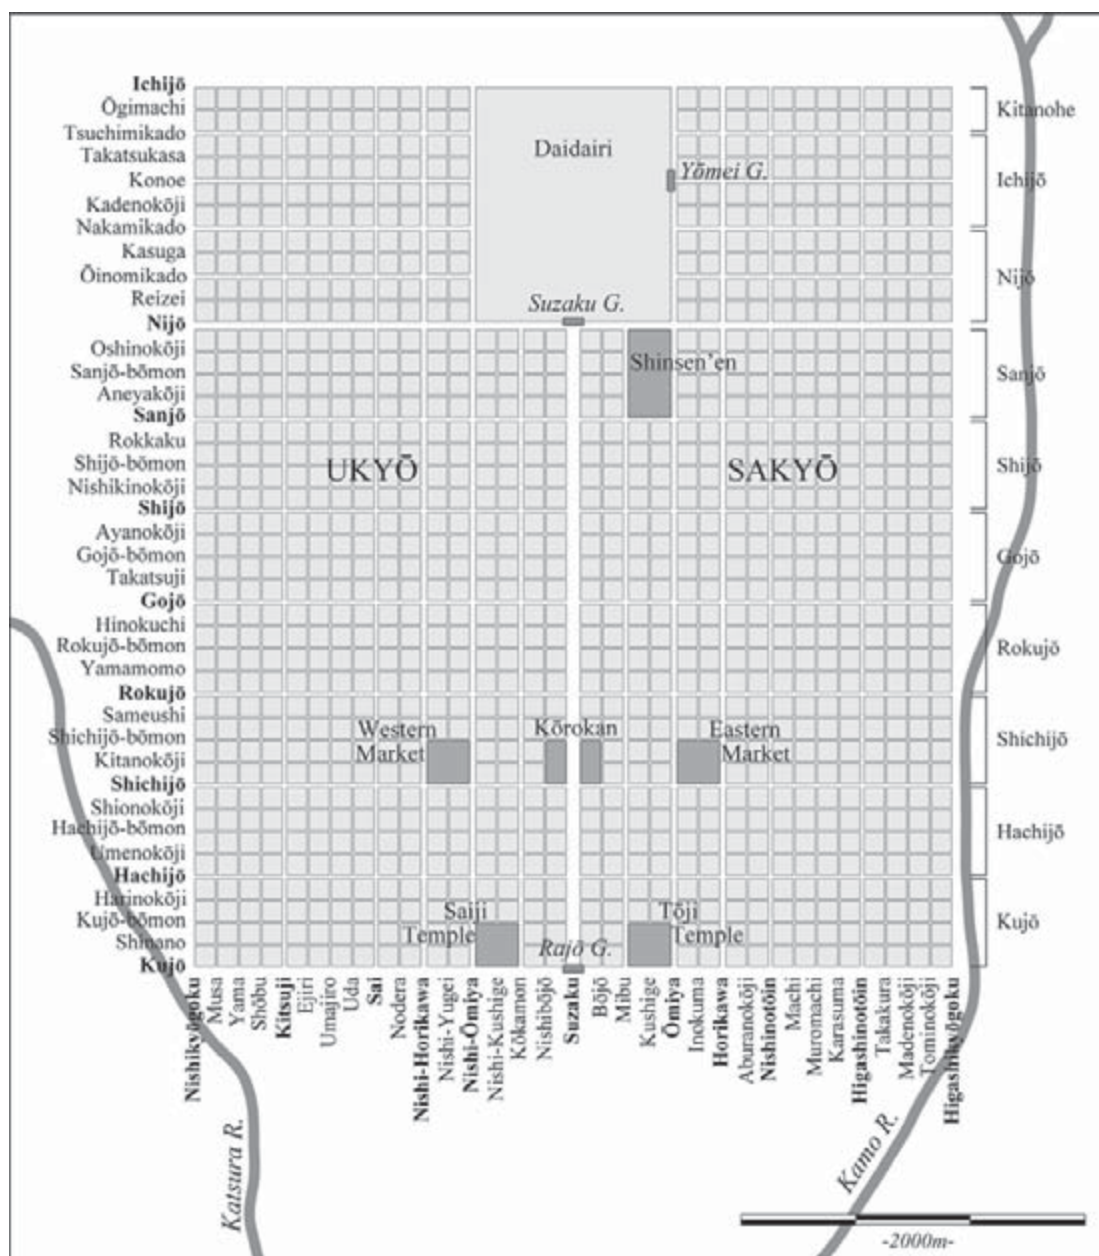 Ichijō
Ōgimachi
Tsuchimikado
Takatsukasa
Konoe
Kadenokōji
Nakamikado
Kasuga
Ōinomikado
Reizei
Nijō
Oshinokōji
Sanjō-bōmon
Aneyakōji
Sanjō
Rokkaku
Shijō-bōmon
Nishikinokōji
Shijō
Ayanokōji
Gojō-bōmon
Takatsuji
Gojō
Hinokuchi
Rokujō-bōmon
Yamamomo
Rokujō
Sameushi
Shichijō-bōmon
Kitanokōji
Shichijō
Shionokōji
Hachijō-bōmon
Umenokōji
Hachijō
Harinokōji
Kujō-bōmon
Shinano
Kujō
Daidairi
Yōmei G.
Suzaku G.
Shinsen'en
UKYŌ
SAKYŌ
Western
Market
Kōrokan
Eastern
Market
Saiji
Temple
Rajō G.
Tōji
Temple
Kitanohe
Ichijō
Nijō
Sanjō
Shijō
Gojō
Rokujō
Shichijō
Hachijō
Kujō
Nishikyōgoku
Musa
Yama
Shōbu
Kitsuji
Ejiri
Umajiro
Uda
Sai
Nodera
Nishi-Horikawa
Nishi-Yugei
Nishi-Ōmiya
Nishi-Kushige
Kōkamon
Nishibōjō
Suzaku
Bōjō
Mibu
Kushige
Ōmiya
Inokuma
Horikawa
Aburanokōji
Nishinotōin
Machi
Muromachi
Karasuma
Higashinotōin
Takakura
Madenokōji
Tominokōji
Higashikyōgoku
Katsura R.
Kamo R.
-2000m-